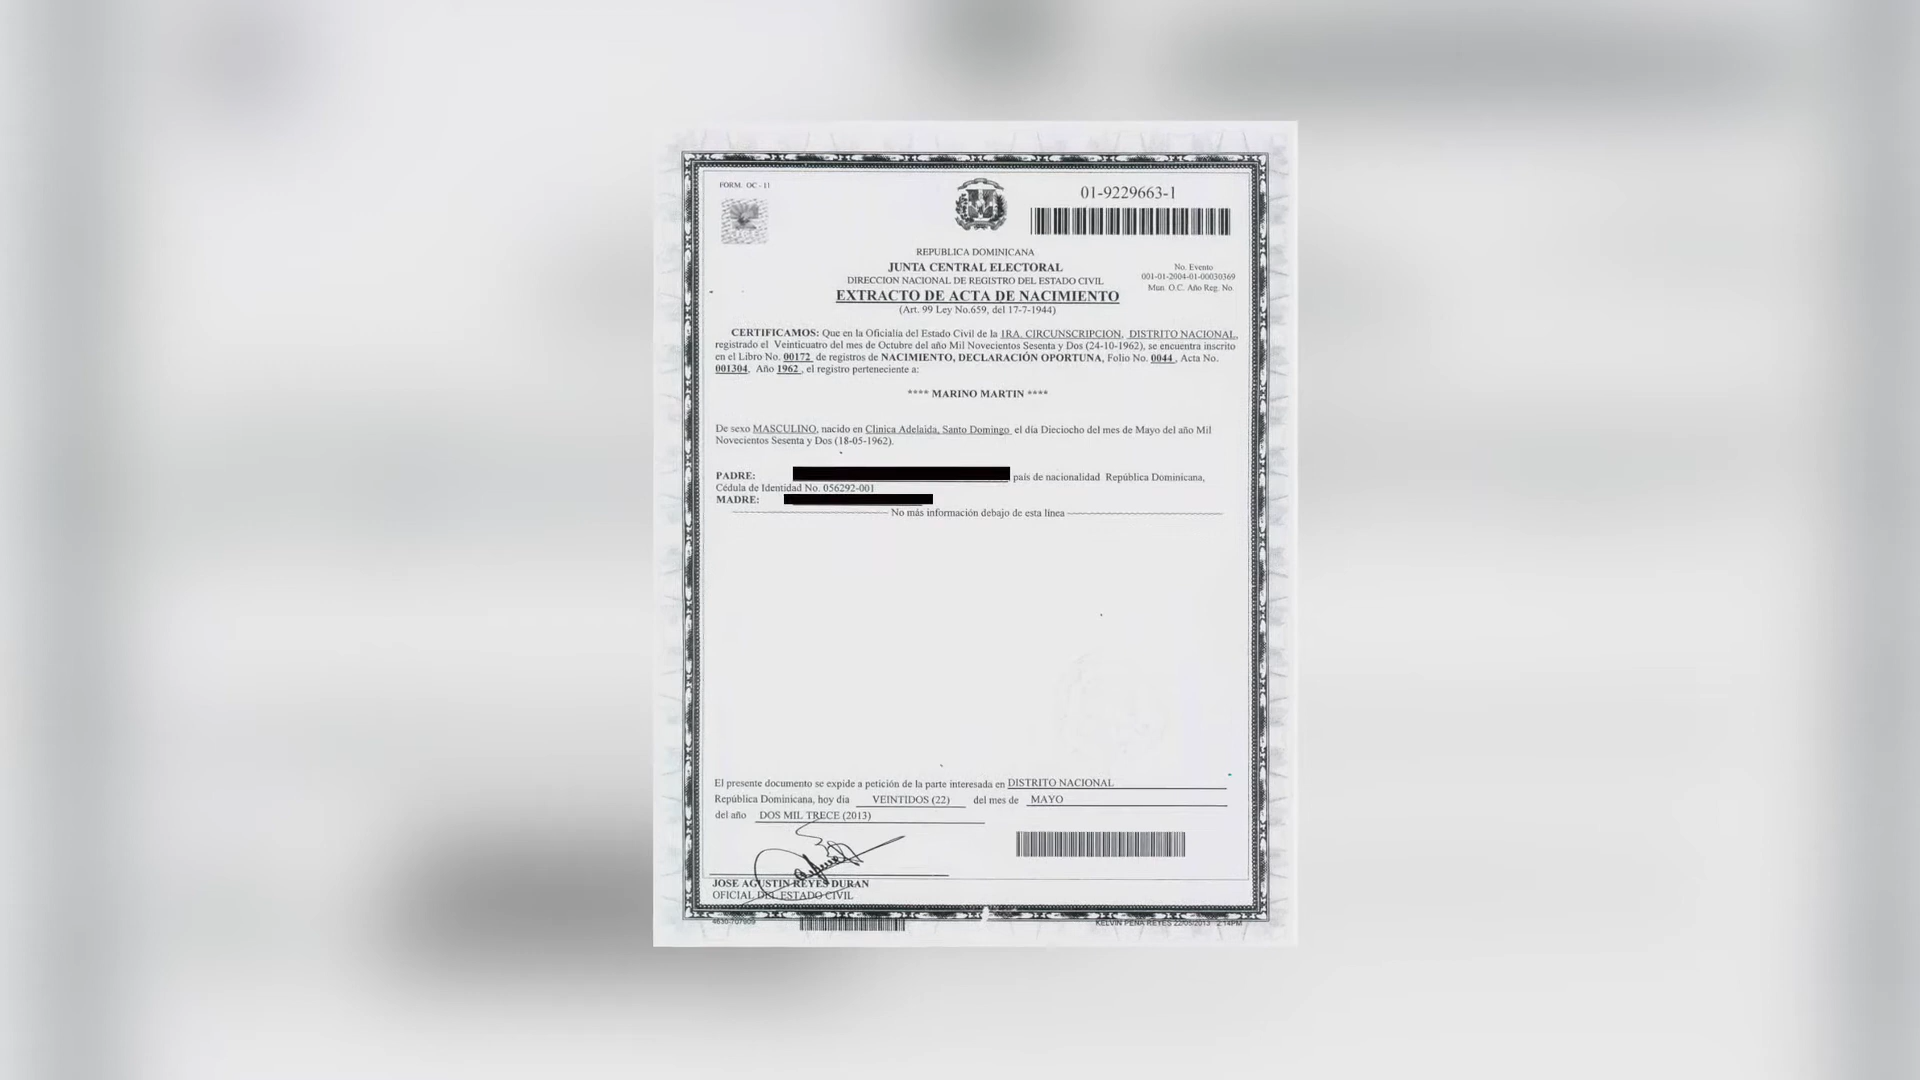 FORM. OC - 11
01-9229663-1
REPUBLICA DOMINICANA
JUNTA CENTRAL ELECTORAL
DIRECCION NACIONAL DE REGISTRO DEL ESTADO CIVIL
EXTRACTO DE ACTA DE NACIMIENTO
(Art. 99 Ley No.659, del 17-7-1944)
No. Evento
001-01-2004-01-00030369
Mun. O.C. Año Reg. No.
CERTIFICAMOS: Que en la Oficialía del Estado Civil de la 1RA. CIRCUNSCRIPCION, DISTRITO NACIONAL,
registrado el Veinticuatro del mes de Octubre del año Mil Novecientos Sesenta y Dos (24-10-1962), se encuentra inscrito
en el Libro No. 00172 de registros de NACIMIENTO, DECLARACIÓN OPORTUNA, Folio No. 0044 , Acta No.
001304, Año 1962 , el registro perteneciente a:
**** MARINO MARTIN ****
De sexo MASCULINO, nacido en Clinica Adelaida, Santo Domingo el día Dieciocho del mes de Mayo del año Mil
Novecientos Sesenta y Dos (18-05-1962).
PADRE: país de nacionalidad República Dominicana,
Cédula de Identidad No. 056292-001
MADRE:
No más información debajo de esta línea
El presente documento se expide a petición de la parte interesada en DISTRITO NACIONAL
República Dominicana, hoy día VEINTIDOS (22) del mes de MAYO
del año DOS MIL TRECE (2013)
JOSE AGUSTIN REYES DURAN
OFICIAL DEL ESTADO CIVIL
KELVIN PEÑA REYES 22/05/2013 2:14PM